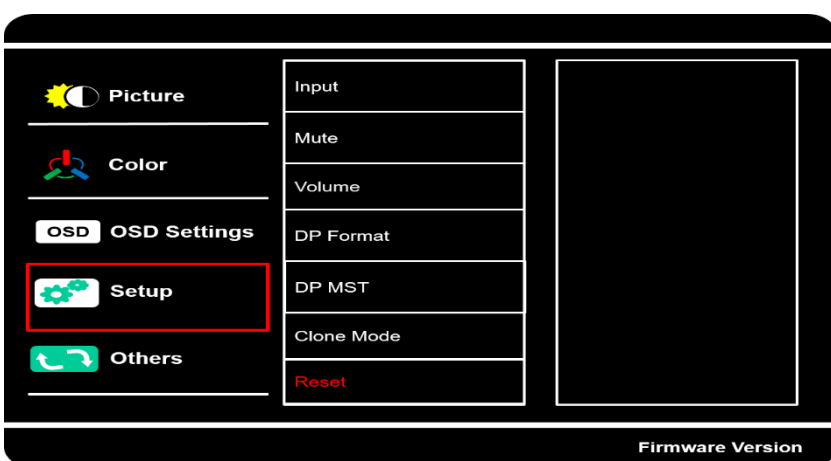 Picture
Color
OSD OSD Settings
Setup
Others
Input
Mute
Volume
DP Format
DP MST
Clone Mode
Reset
Firmware Version